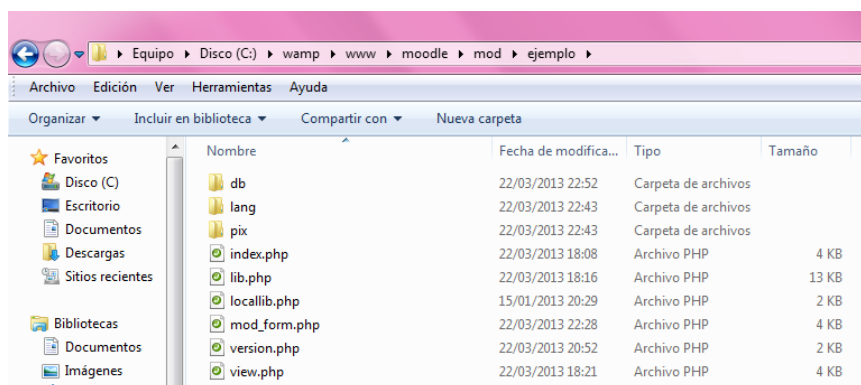 Equipo Disco (C:) wamp www moodle mod ejemplo
Archivo Edición Ver Herramientas Ayuda
Organizar Incluir en biblioteca Compartir con Nueva carpeta
Favoritos
Disco (C)
Escritorio
Documentos
Descargas
Sitios recientes
Bibliotecas
Documentos
Imágenes
Nombre Fecha de modifica... Tipo Tamaño
db 22/03/2013 22:52 Carpeta de archivos
lang 22/03/2013 22:43 Carpeta de archivos
pix 22/03/2013 22:43 Carpeta de archivos
index.php 22/03/2013 18:08 Archivo PHP 4 KB
lib.php 22/03/2013 18:16 Archivo PHP 13 KB
locallib.php 15/01/2013 20:29 Archivo PHP 2 KB
mod_form.php 22/03/2013 22:28 Archivo PHP 4 KB
version.php 22/03/2013 20:52 Archivo PHP 2 KB
view.php 22/03/2013 18:21 Archivo PHP 4 KB